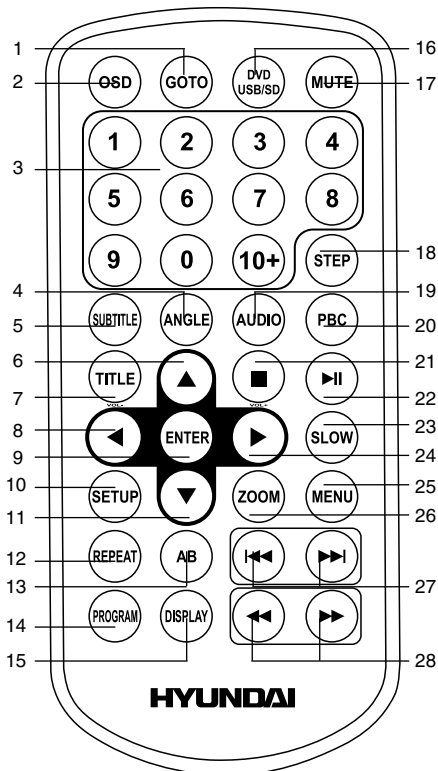 1
16
2
OSD
GOTO
DVD
USB/SD
MUTE
17
1
2
3
4
3
5
6
7
8
9
0
10+
STEP
18
4
19
5
SUBTITLE
ANGLE
AUDIO
PBC
20
6
21
TITLE
22
7
VOL-
VOL+
23
8
ENTER
SLOW
9
24
10
SETUP
ZOOM
MENU
25
11
26
12
REPEAT
AB
27
13
14
PROGRAM
DISPLAY
15
28
HYUNDAI